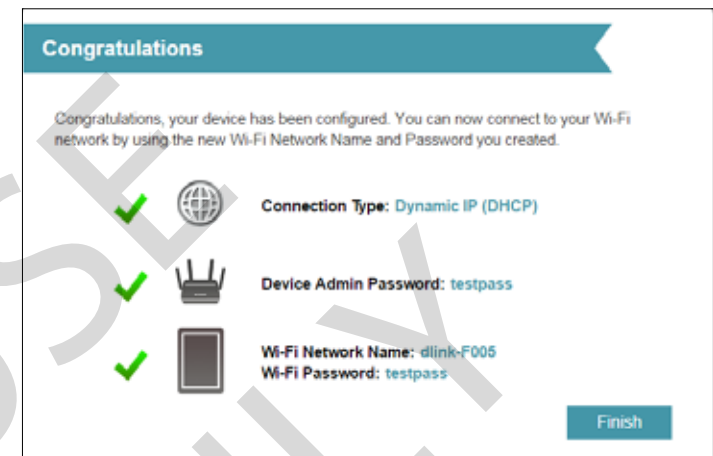 Congratulations
Congratulations, your device has been configured. You can now connect to your Wi-Fi
network by using the new Wi-Fi Network Name and Password you created.
Connection Type: Dynamic IP (DHCP)
Device Admin Password: testpass
Wi-Fi Network Name: dlink-F005
Wi-Fi Password: testpass
Finish